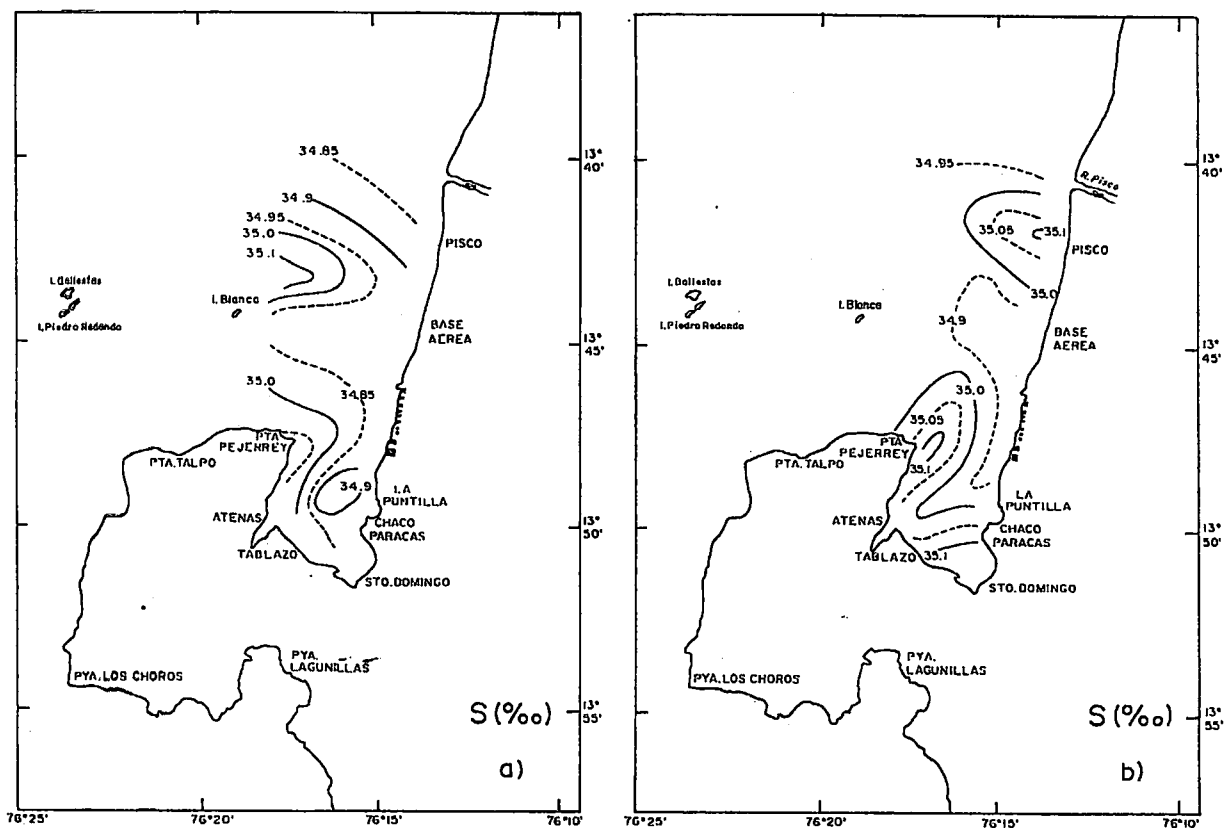 34.85
34.9
34.95
35.0
35.1
PISCO
I. Ballestas
I. Blanca
I. Piedra Redonda
BASE
AEREA
35.0
34.85
PTA.
PEJERREY
PTA. TALPO
34.9
LA
PUNTILLA
ATENAS
CHACO
PARACAS
TABLAZO
STO. DOMINGO
PYA.
LAGUNILLAS
PYA. LOS CHOROS
S (‰)
a)
13°
40'
13°
45'
13°
50'
13°
55'
76°25'
76°20'
76°15'
76°10'
34.95
R. Pisco
35.05
35.1
PISCO
I. Ballestas
I. Blanca
I. Piedra Redonda
35.0
34.9
BASE
AEREA
35.0
35.05
PTA.
PEJERREY
PTA. TALPO
35.1
LA
PUNTILLA
ATENAS
CHACO
PARACAS
TABLAZO
35.1
STO. DOMINGO
PYA.
LAGUNILLAS
PYA. LOS CHOROS
S (‰)
b)
13°
40'
13°
45'
13°
50'
13°
55'
76°25'
76°20'
76°15'
76°10'